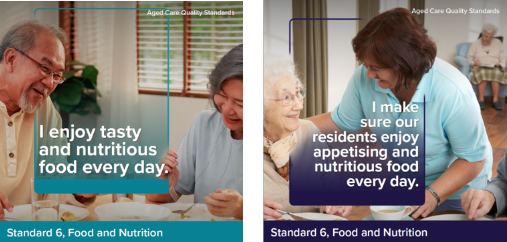 Aged Care Quality Standards
I enjoy tasty
and nutritious
food every day.
Standard 6, Food and Nutrition
Aged Care Quality Standards
I make
sure our
residents enjoy
appetising and
nutritious food
every day.
Standard 6, Food and Nutrition